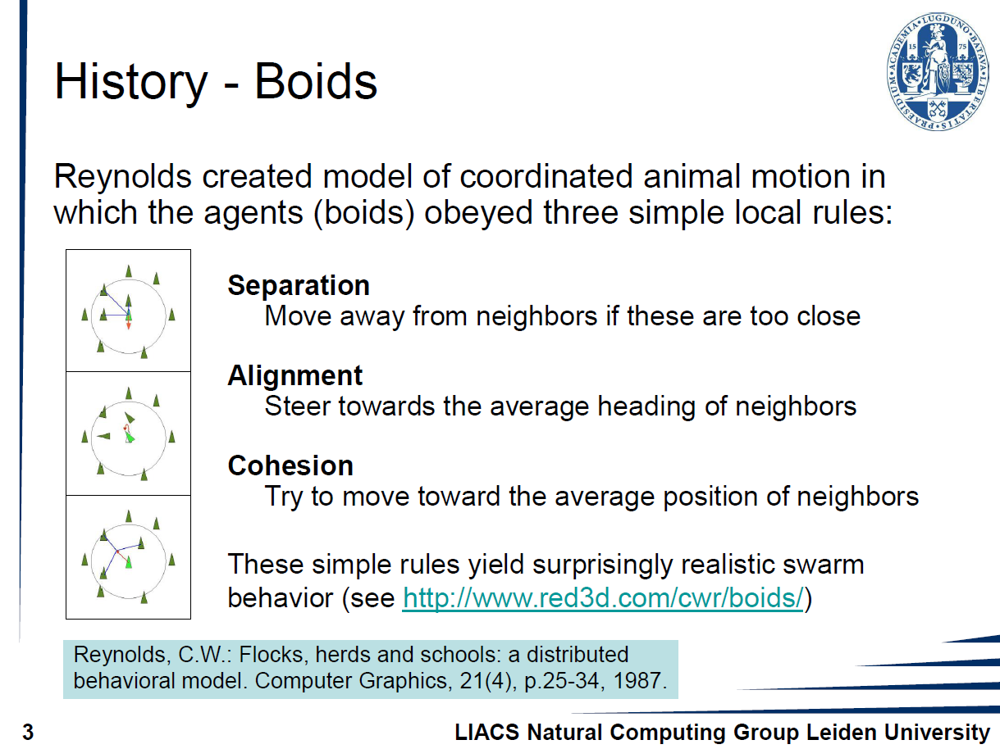 History - Boids
ACADEMIA · LUGDUNO · BATAVA · LIBERTATIS · PRAESIDIUM ·
15 75
Reynolds created model of coordinated animal motion in
which the agents (boids) obeyed three simple local rules:
Separation
Move away from neighbors if these are too close
Alignment
Steer towards the average heading of neighbors
Cohesion
Try to move toward the average position of neighbors
These simple rules yield surprisingly realistic swarm
behavior (see http://www.red3d.com/cwr/boids/)
Reynolds, C.W.: Flocks, herds and schools: a distributed
behavioral model. Computer Graphics, 21(4), p.25-34, 1987.
3
LIACS Natural Computing Group Leiden University